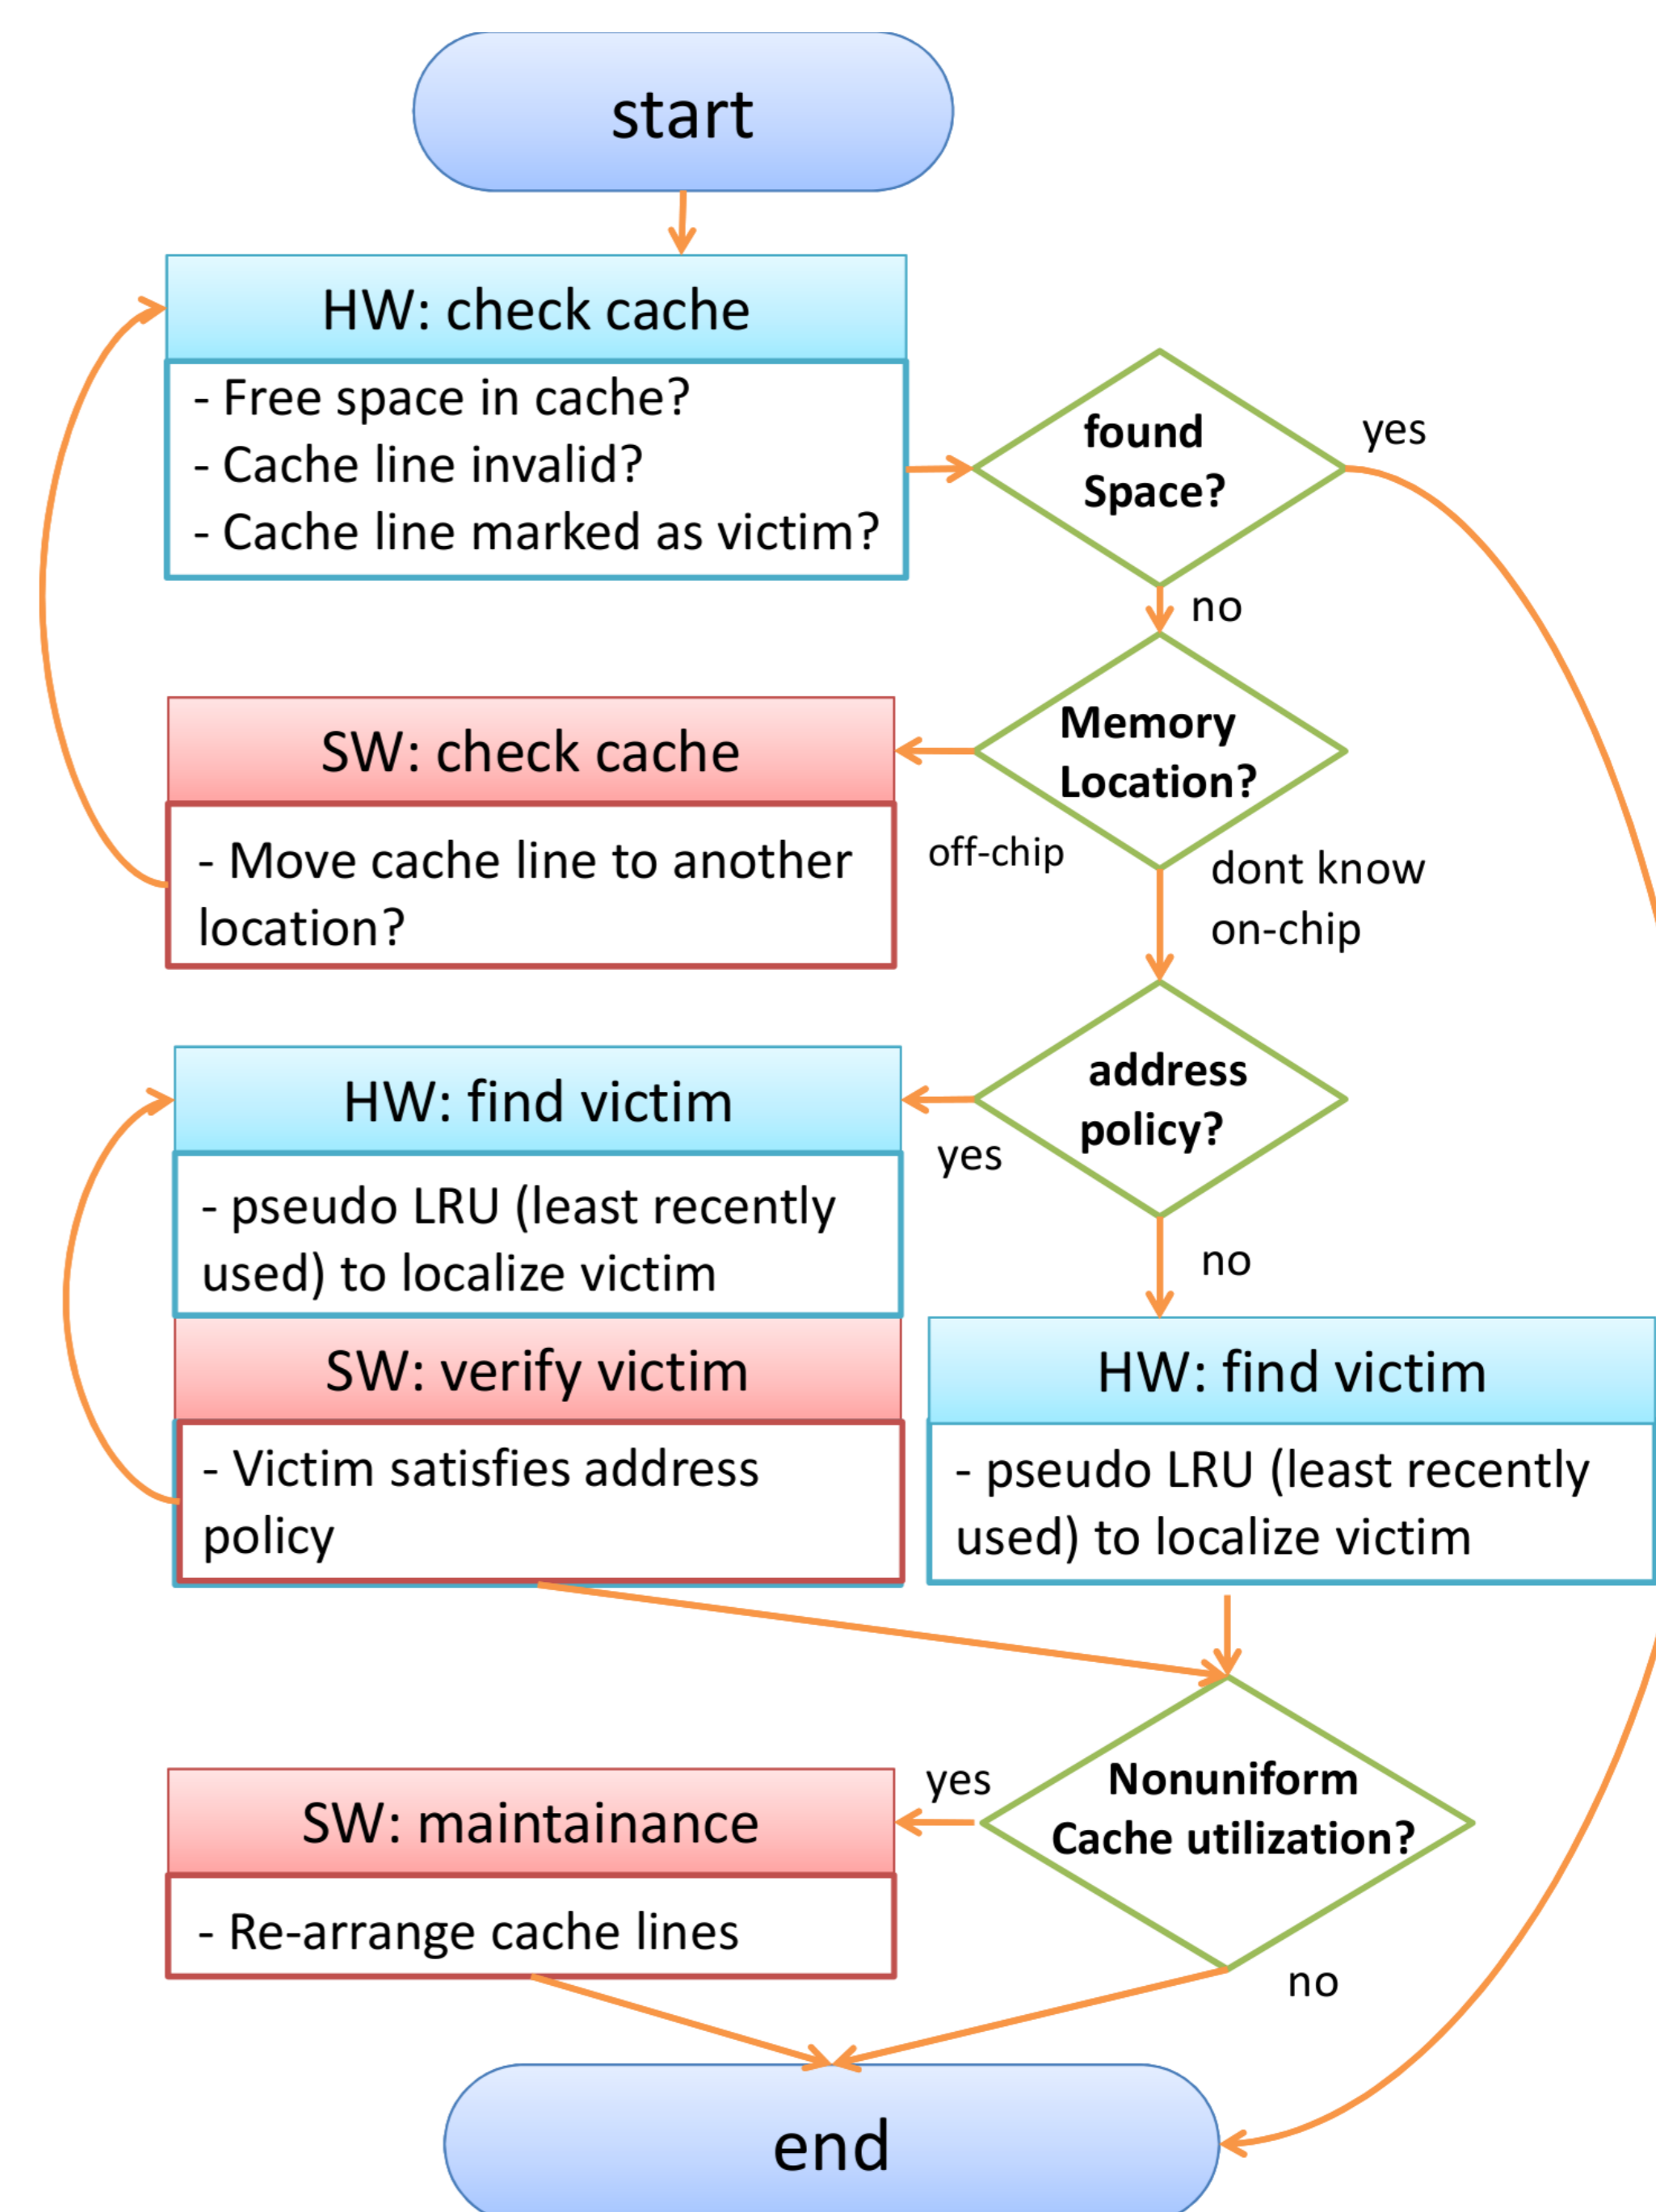 start
HW: check cache
- Free space in cache?
- Cache line invalid?
- Cache line marked as victim?
found
Space?
yes
no
SW: check cache
- Move cache line to another
location?
Memory
Location?
off-chip
dont know
on-chip
address
policy?
yes
no
HW: find victim
- pseudo LRU (least recently
used) to localize victim
SW: verify victim
- Victim satisfies address
policy
HW: find victim
- pseudo LRU (least recently
used) to localize victim
Nonuniform
Cache utilization?
yes
no
SW: maintainance
- Re-arrange cache lines
end